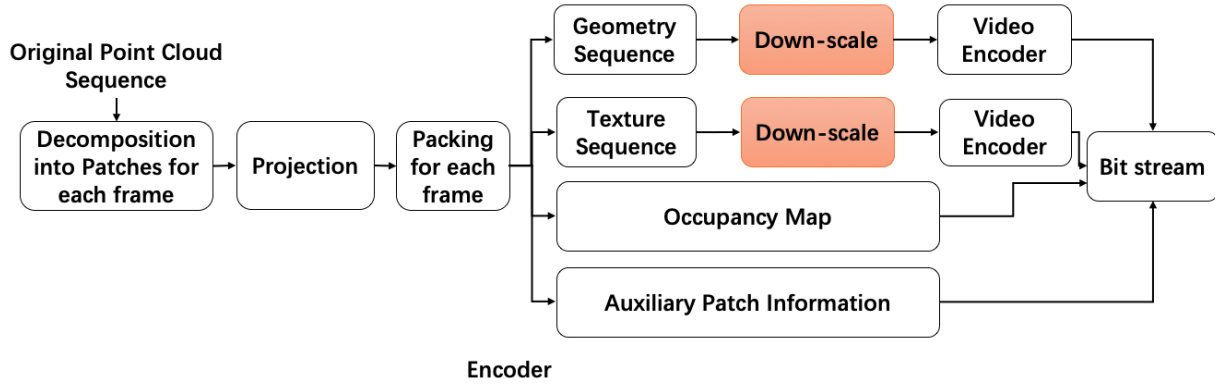 Original Point Cloud
Sequence
Decomposition
into Patches for
each frame
Projection
Packing
for each
frame
Geometry
Sequence
Down-scale
Video
Encoder
Texture
Sequence
Down-scale
Video
Encoder
Occupancy Map
Auxiliary Patch Information
Bit stream
Encoder